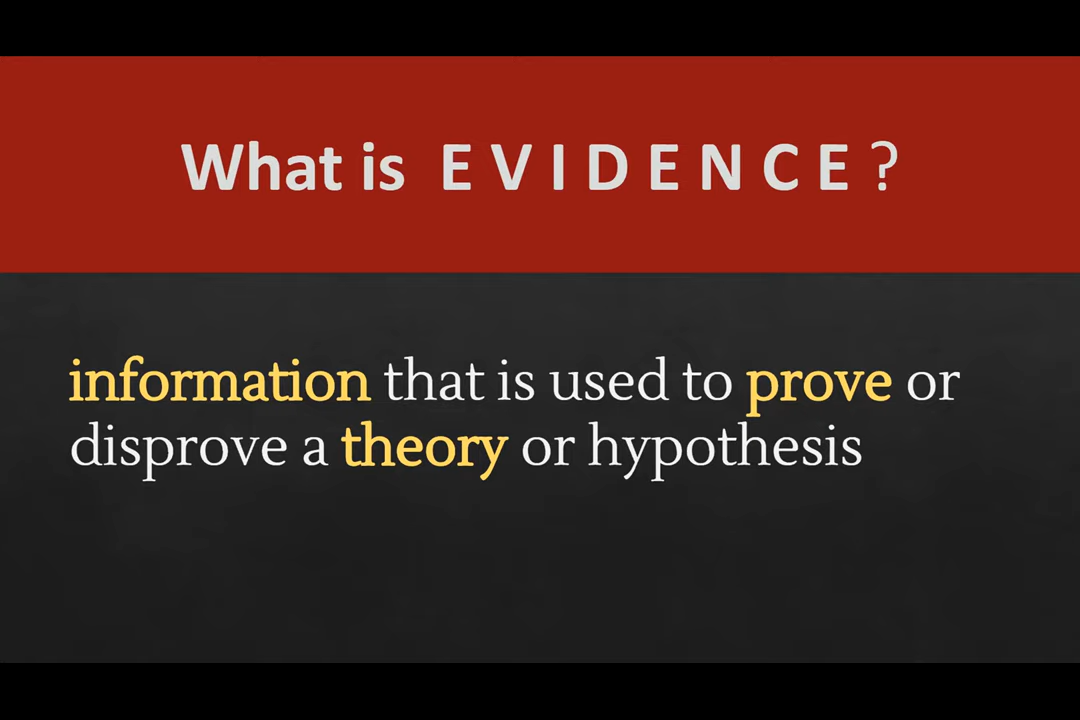 What is E V I D E N C E ?
information that is used to prove or
disprove a theory or hypothesis